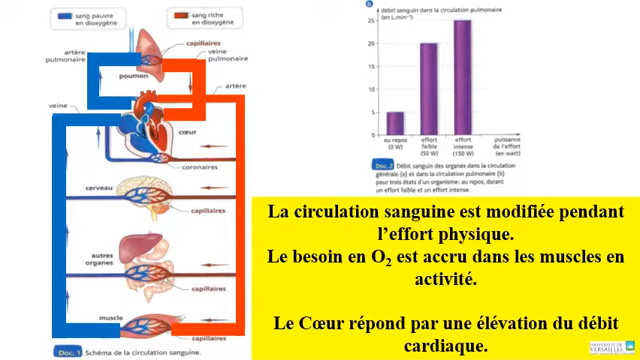 sang pauvre
en dioxygène
sang riche
en dioxygène
artère
pulmonaire
capillaires
veine
pulmonaire
poumon
artère
veine
cœur
coronaires
cerveau
capillaires
autres
organes
capillaires
muscle
capillaires
Doc. 1 Schéma de la circulation sanguine.
b
débit sanguin dans la circulation pulmonaire
(en L.min⁻¹)
25
20
15
10
5
0
au repos
(0 W)
effort
faible
(50 W)
effort
intense
(150 W)
puissance
de l'effort
(en watt)
Doc. 2 Débit sanguin des organes dans la circulation
générale (a) et dans la circulation pulmonaire (b)
pour trois états d'un organisme : au repos, durant
un effort faible et un effort intense.
La circulation sanguine est modifiée pendant
l'effort physique.
Le besoin en O₂ est accru dans les muscles en
activité.
Le Cœur répond par une élévation du débit
cardiaque.
UNIVERSITÉ DE
VERSAILLES